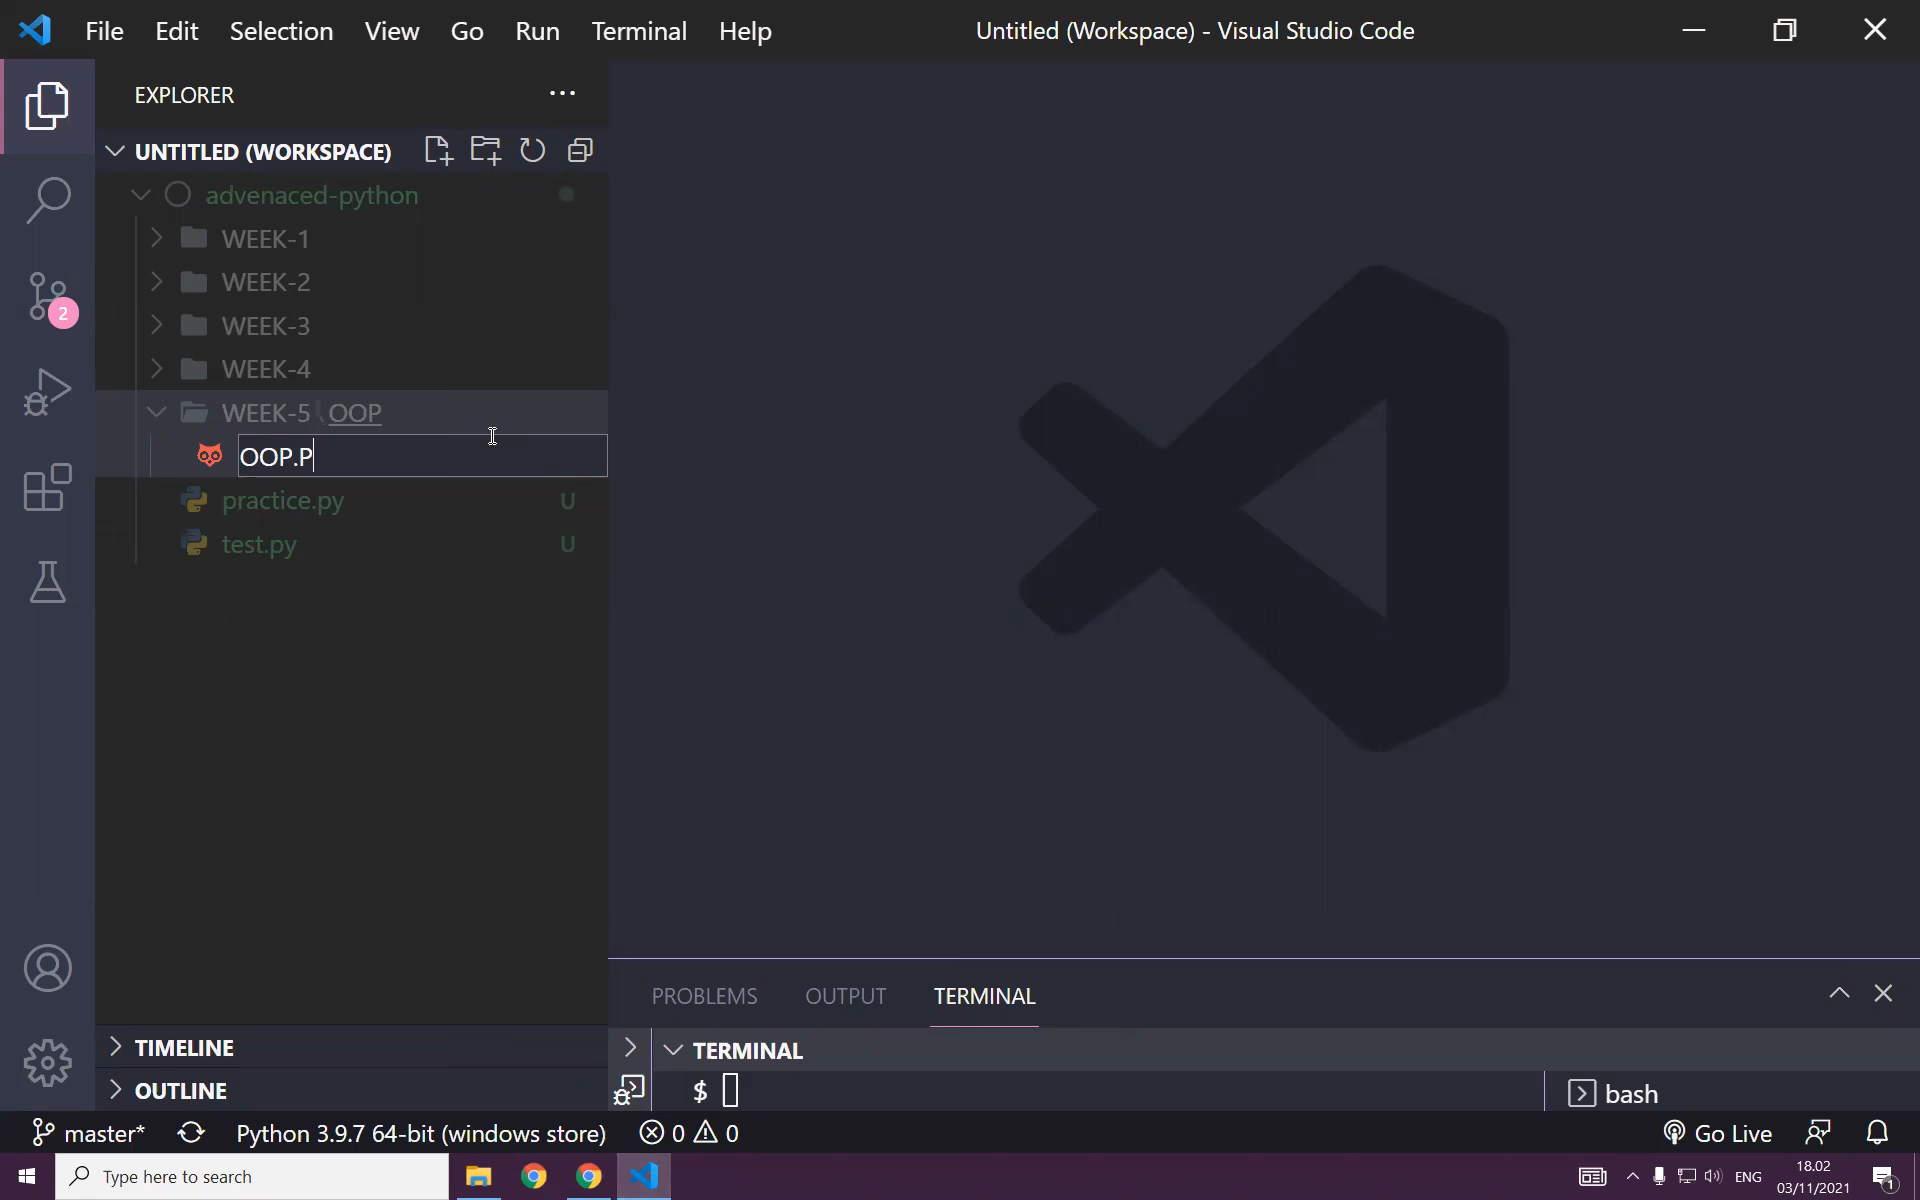 File Edit Selection View Go Run Terminal Help Untitled (Workspace) - Visual Studio Code
EXPLORER
UNTITLED (WORKSPACE)
advenaced-python
WEEK-1
WEEK-2
2
WEEK-3
WEEK-4
WEEK-5 \ OOP
OOP.P
practice.py U
test.py U
PROBLEMS OUTPUT TERMINAL
TIMELINE
TERMINAL
OUTLINE
$
bash
master* Python 3.9.7 64-bit (windows store) 0 0 Go Live
Type here to search
ENG
18.02
03/11/2021
1